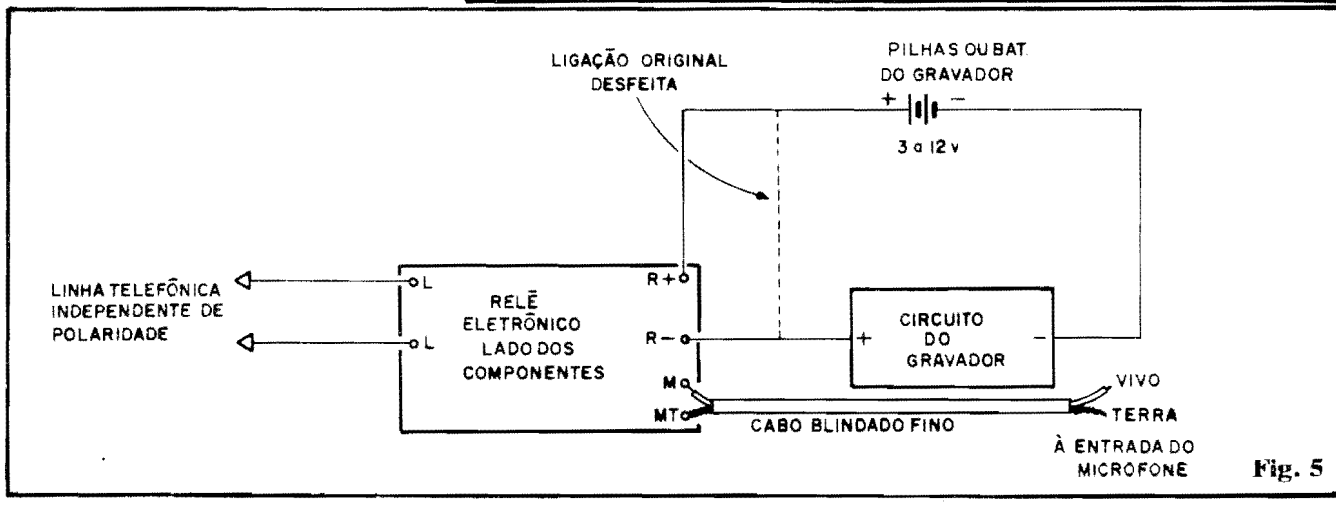 LIGAÇÃO ORIGINAL
DESFEITA
PILHAS OU BAT.
DO GRAVADOR
+ −
3 a 12 v
LINHA TELEFÔNICA
INDEPENDENTE DE
POLARIDADE
L
L
RELÊ
ELETRÔNICO
LADO DOS
COMPONENTES
R+
R−
M
MT
+ CIRCUITO −
DO
GRAVADOR
CABO BLINDADO FINO
VIVO
TERRA
À ENTRADA DO
MICROFONE
Fig. 5